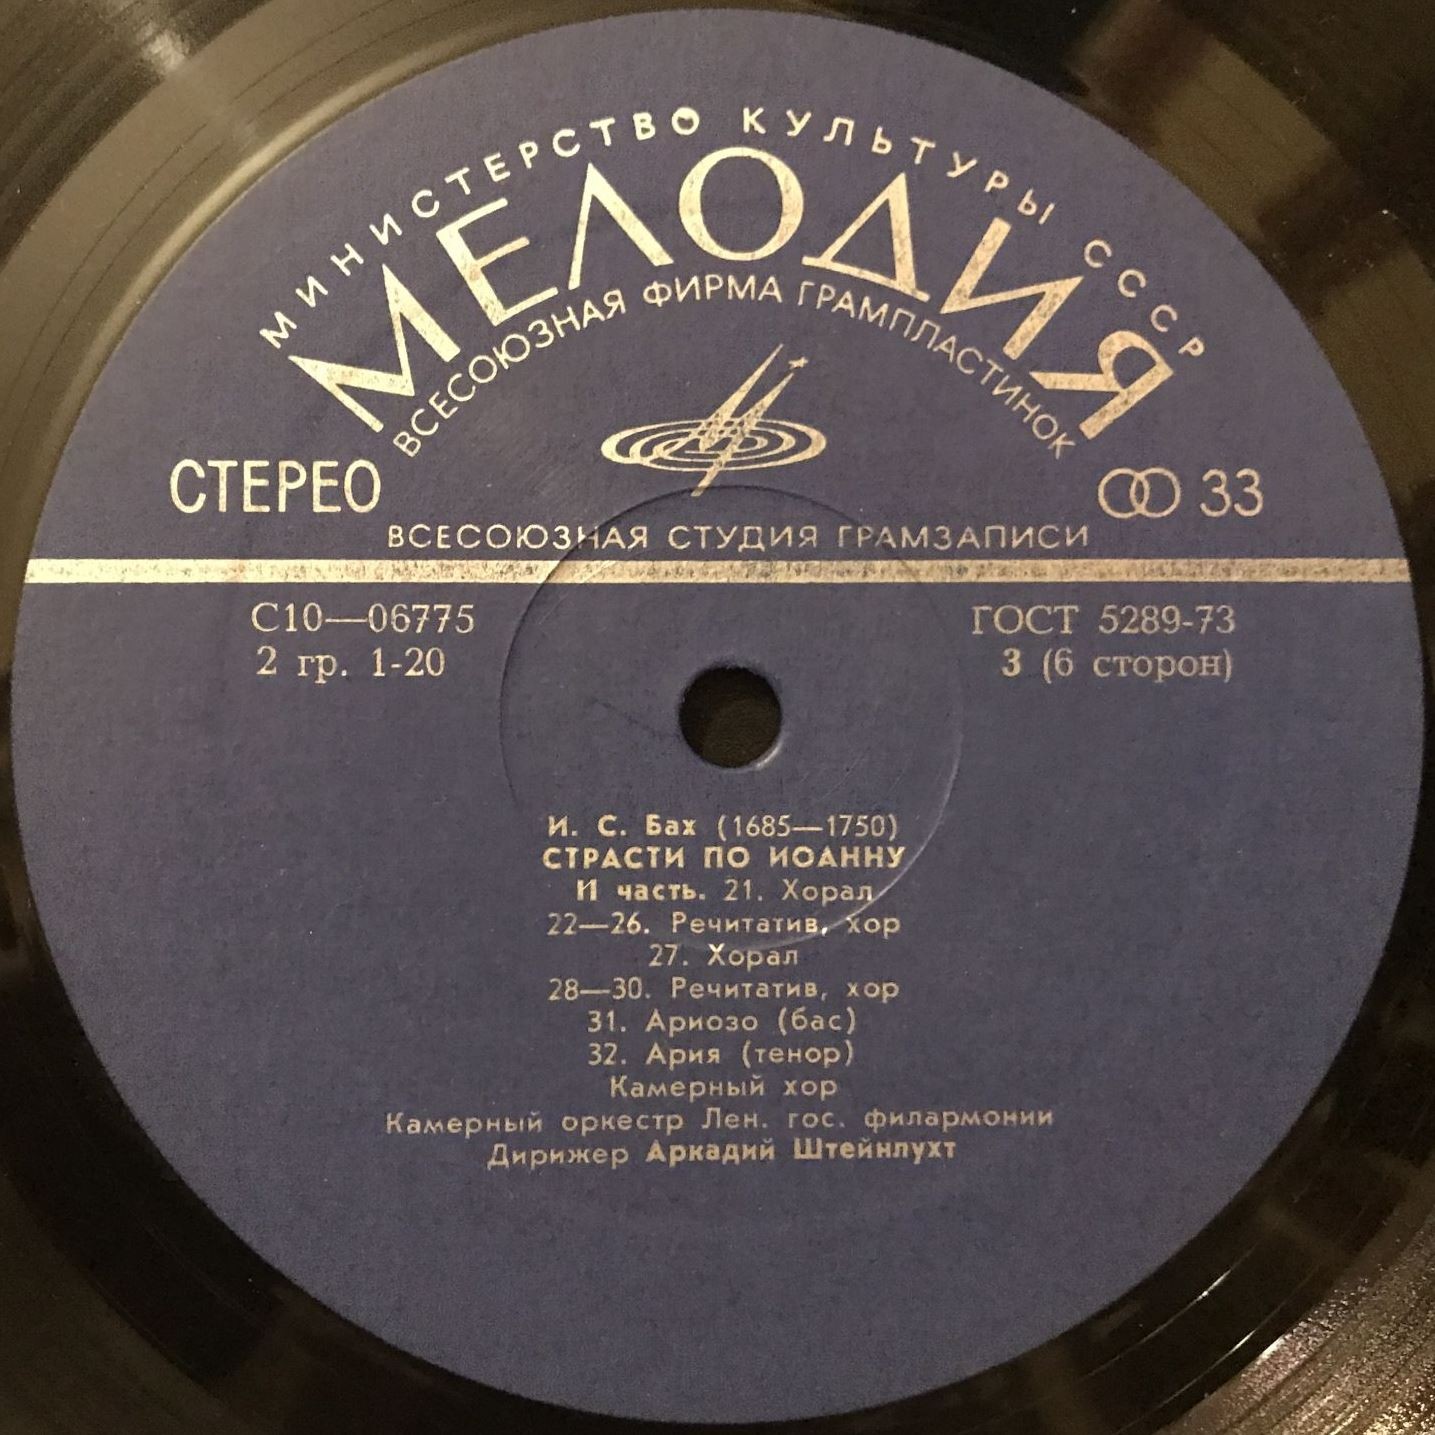 МИНИСТЕРСТВО КУЛЬТУРЫ СССР
МЕЛОДИЯ
ВСЕСОЮЗНАЯ ФИРМА ГРАМПЛАСТИНОК
СТЕРЕО
33
ВСЕСОЮЗНАЯ СТУДИЯ ГРАМЗАПИСИ
С10—06775
ГОСТ 5289-73
2 гр. 1-20
3 (6 сторон)
И. С. Бах (1685—1750)
СТРАСТИ ПО ИОАННУ
И часть. 21. Хорал
22—26. Речитатив, хор
27. Хорал
28—30. Речитатив, хор
31. Ариозо (бас)
32. Ария (тенор)
Камерный хор
Камерный оркестр Лен. гос. филармонии
Дирижер Аркадий Штейнлухт